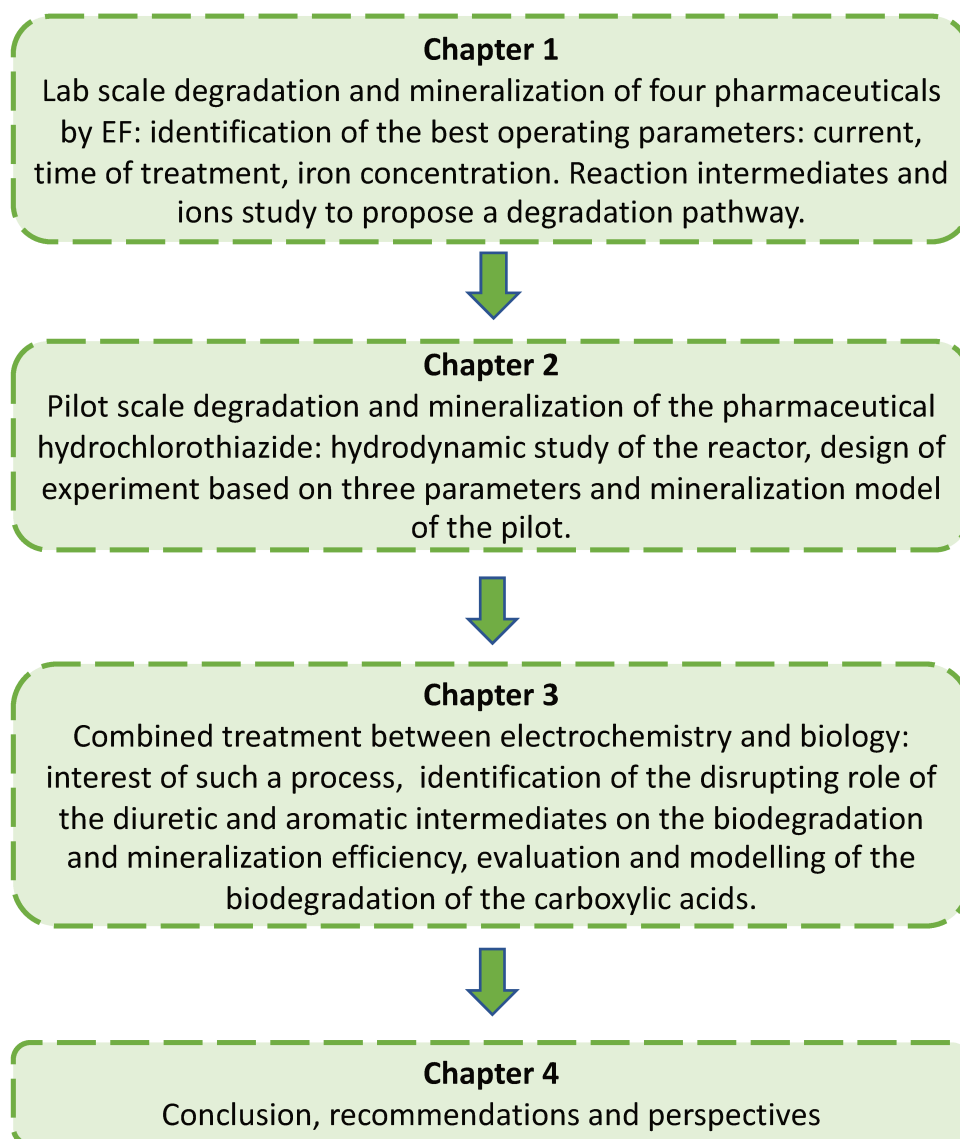 Chapter 1
Lab scale degradation and mineralization of four pharmaceuticals
by EF: identification of the best operating parameters: current,
time of treatment, iron concentration. Reaction intermediates and
ions study to propose a degradation pathway.
Chapter 2
Pilot scale degradation and mineralization of the pharmaceutical
hydrochlorothiazide: hydrodynamic study of the reactor, design of
experiment based on three parameters and mineralization model
of the pilot.
Chapter 3
Combined treatment between electrochemistry and biology:
interest of such a process,  identification of the disrupting role of
the diuretic and aromatic intermediates on the biodegradation
and mineralization efficiency, evaluation and modelling of the
biodegradation of the carboxylic acids.
Chapter 4
Conclusion, recommendations and perspectives